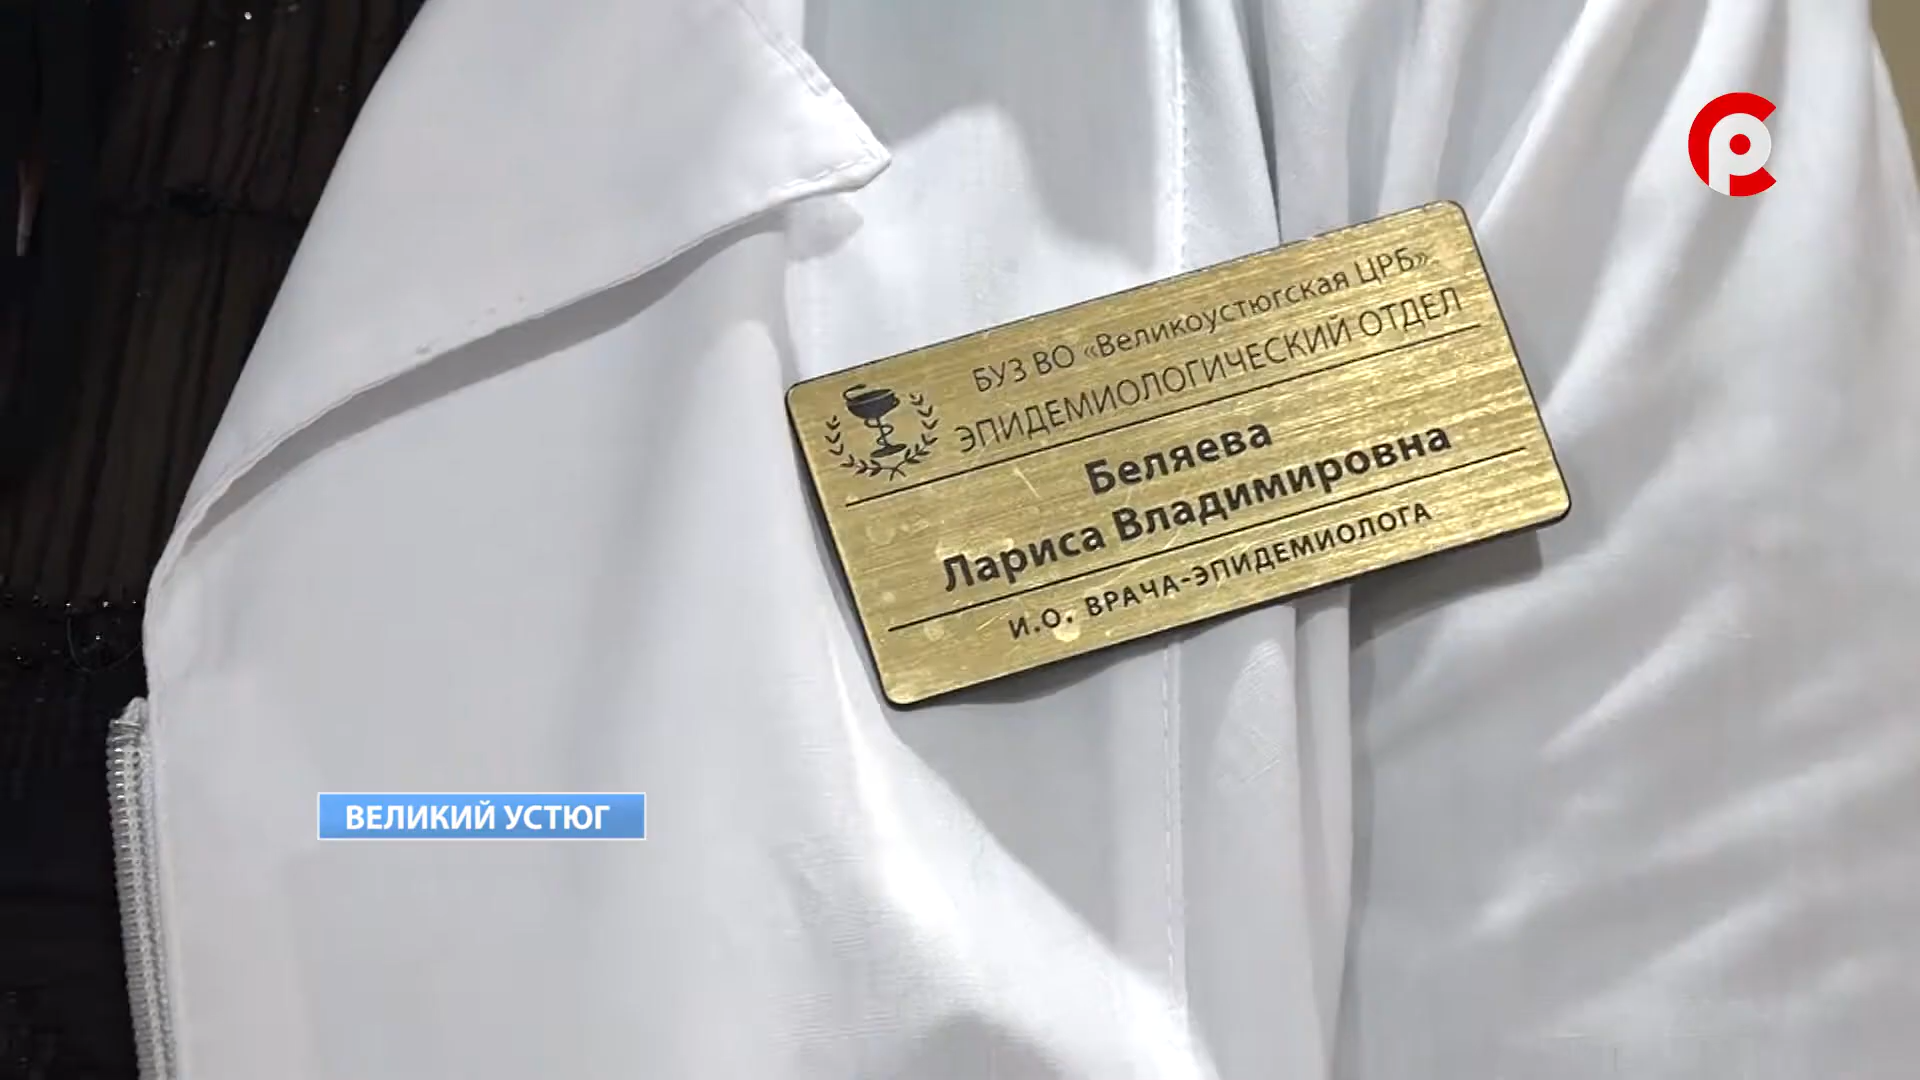 БУЗ ВО «Великоустюгская ЦРБ»
ЭПИДЕМИОЛОГИЧЕСКИЙ ОТДЕЛ
Беляева
Лариса Владимировна
И.О. ВРАЧА-ЭПИДЕМИОЛОГА
ВЕЛИКИЙ УСТЮГ